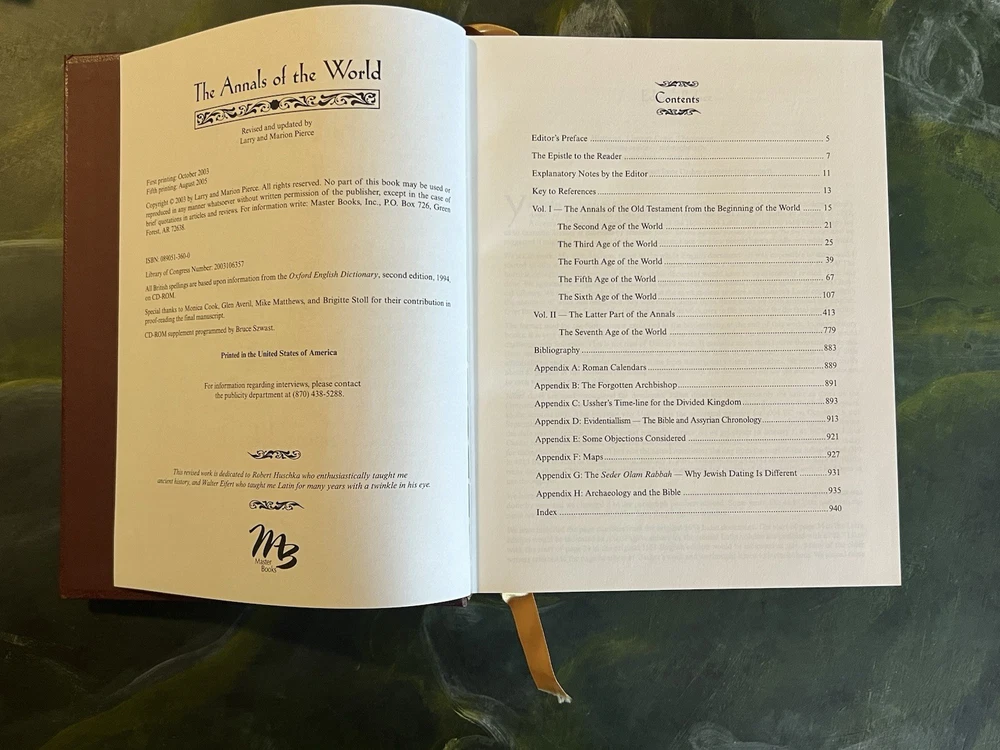 The Annals of the World
Revised and updated by
Larry and Marion Pierce
First printing: October 2003
Fifth printing: August 2005
Copyright © 2003 by Larry and Marion Pierce. All rights reserved. No part of this book may be used or
reproduced in any manner whatsoever without written permission of the publisher, except in the case of
brief quotations in articles and reviews. For information write: Master Books, Inc., P.O. Box 726, Green
Forest, AR 72638.
ISBN: 089051-360-0
Library of Congress Number: 2003106357
All British spellings are based upon information from the Oxford English Dictionary, second edition, 1994,
on CD-ROM.
Special thanks to Monica Cook, Glen Averil, Mike Matthews, and Brigitte Stoll for their contribution in
proof-reading the final manuscript.
CD-ROM supplement programmed by Bruce Szwast.
Printed in the United States of America
For information regarding interviews, please contact
the publicity department at (870) 438-5288.
This revised work is dedicated to Robert Huschka who enthusiastically taught me
ancient history, and Walter Eifert who taught me Latin for many years with a twinkle in his eye.
MB
Master
Books
Contents
Editor's Preface ........ 5
The Epistle to the Reader ........ 7
Explanatory Notes by the Editor ........ 11
Key to References ........ 13
Vol. I — The Annals of the Old Testament from the Beginning of the World ........ 15
The Second Age of the World ........ 21
The Third Age of the World ........ 25
The Fourth Age of the World ........ 39
The Fifth Age of the World ........ 67
The Sixth Age of the World ........ 107
Vol. II — The Latter Part of the Annals ........ 413
The Seventh Age of the World ........ 779
Bibliography ........ 883
Appendix A: Roman Calendars ........ 889
Appendix B: The Forgotten Archbishop ........ 891
Appendix C: Ussher's Time-line for the Divided Kingdom ........ 893
Appendix D: Evidentiallism — The Bible and Assyrian Chronology ........ 913
Appendix E: Some Objections Considered ........ 921
Appendix F: Maps ........ 927
Appendix G: The Seder Olam Rabbah — Why Jewish Dating Is Different ........ 931
Appendix H: Archaeology and the Bible ........ 935
Index ........ 940